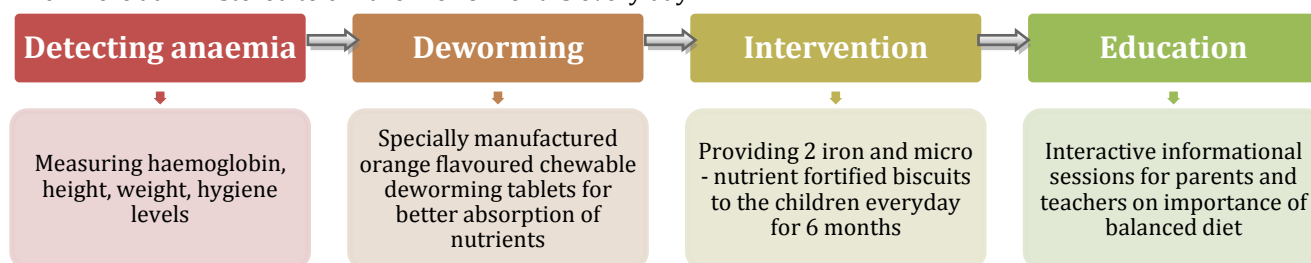 Detecting anaemia
Deworming
Intervention
Education
Measuring haemoglobin,
height, weight, hygiene
levels
Specially manufactured
orange flavoured chewable
deworming tablets for
better absorption of
nutrients
Providing 2 iron and micro
- nutrient fortified biscuits
to the children everyday
for 6 months
Interactive informational
sessions for parents and
teachers on importance of
balanced diet